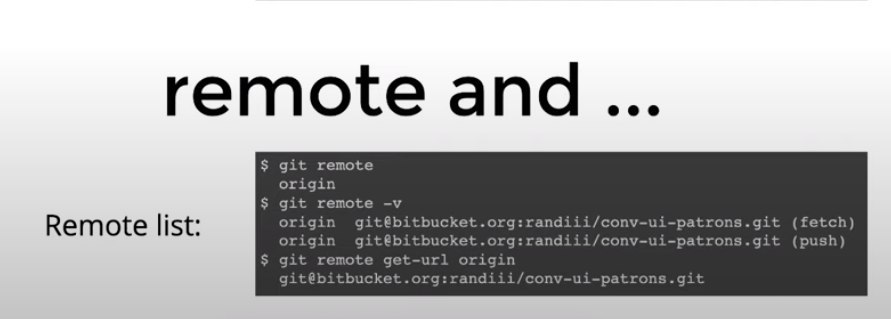 remote and ...
Remote list:
$ git remote
origin
$ git remote -v
origin  git@bitbucket.org:randiii/conv-ui-patrons.git (fetch)
origin  git@bitbucket.org:randiii/conv-ui-patrons.git (push)
$ git remote get-url origin
git@bitbucket.org:randiii/conv-ui-patrons.git